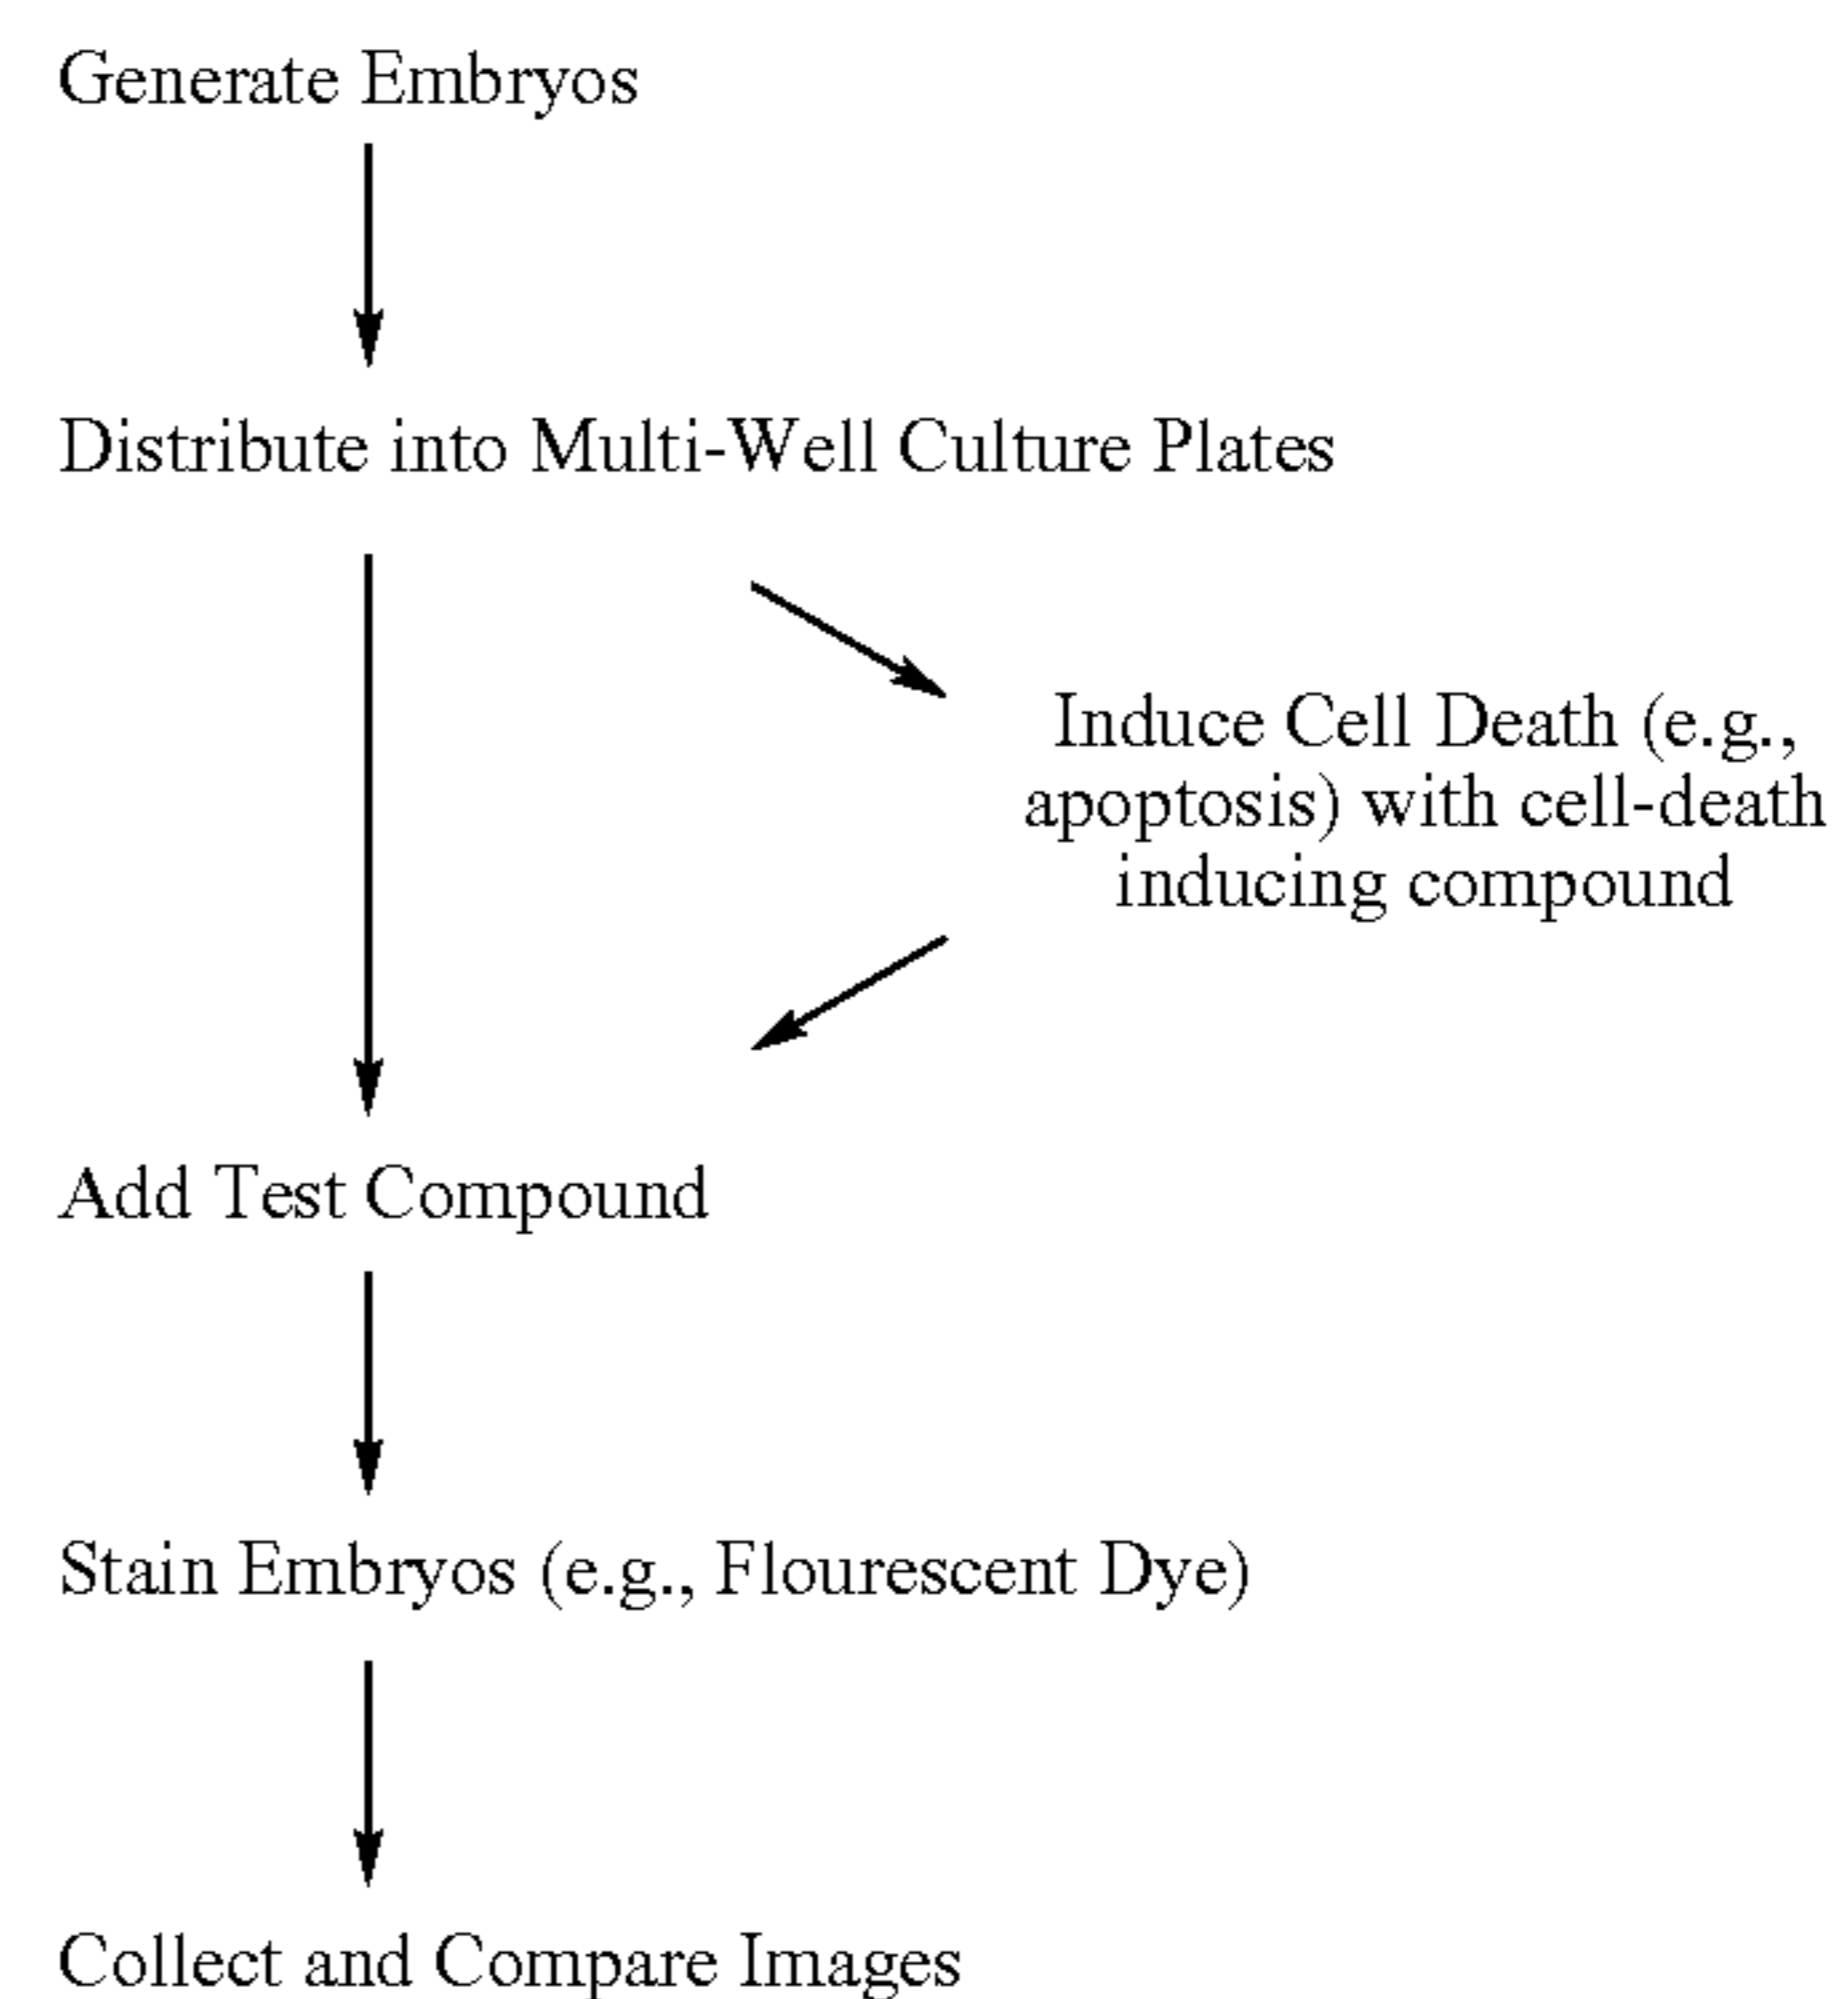 Generate Embryos
Distribute into Multi-Well Culture Plates
Induce Cell Death (e.g.,
apoptosis) with cell-death
inducing compound
Add Test Compound
Stain Embryos (e.g., Flourescent Dye)
Collect and Compare Images